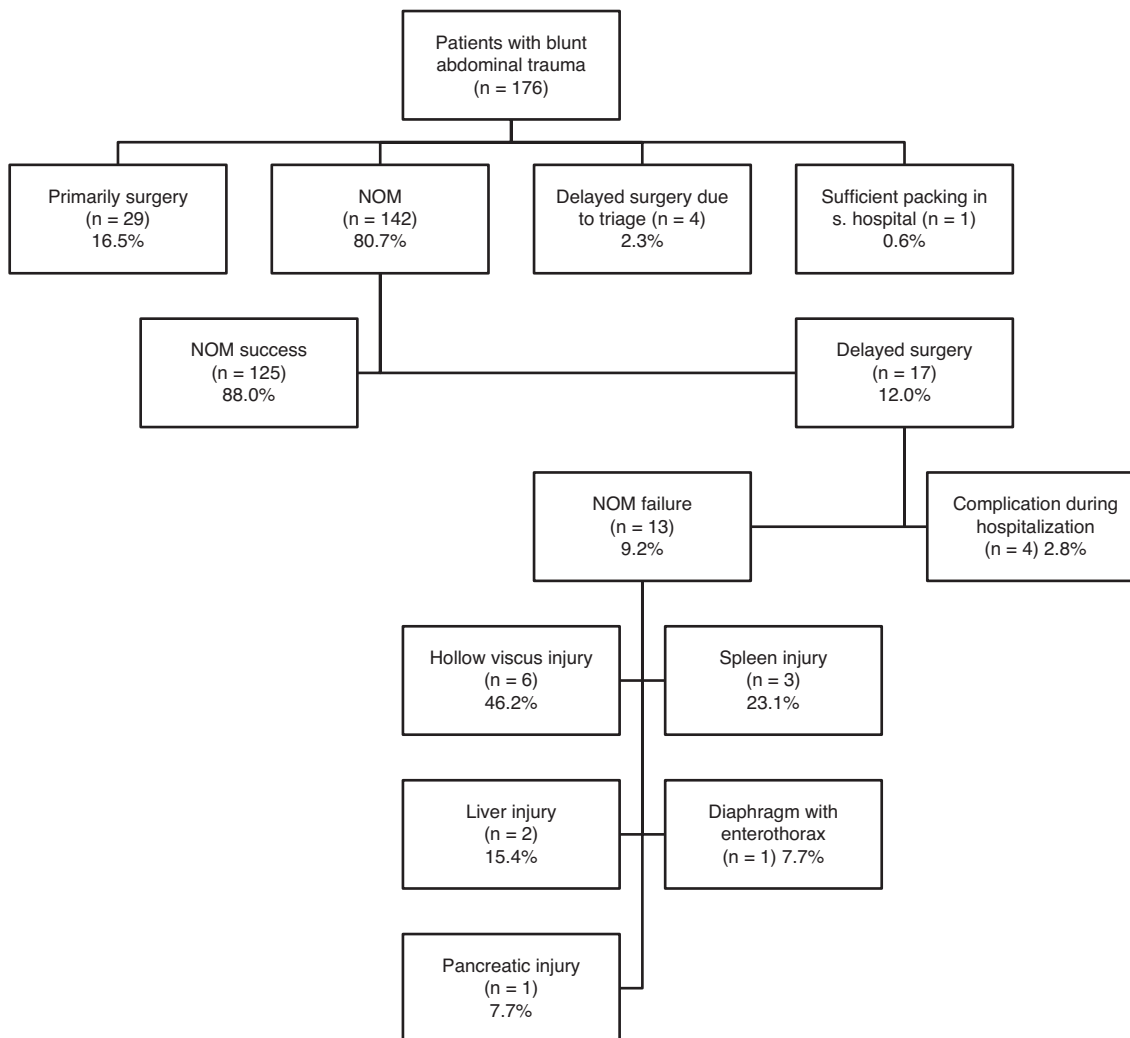 Patients with blunt
abdominal trauma
(n = 176)
Primarily surgery
(n = 29)
16.5%
NOM
(n = 142)
80.7%
Delayed surgery due
to triage (n = 4)
2.3%
Sufficient packing in
s. hospital (n = 1)
0.6%
NOM success
(n = 125)
88.0%
Delayed surgery
(n = 17)
12.0%
NOM failure
(n = 13)
9.2%
Complication during
hospitalization
(n = 4) 2.8%
Hollow viscus injury
(n = 6)
46.2%
Spleen injury
(n = 3)
23.1%
Liver injury
(n = 2)
15.4%
Diaphragm with
enterothorax
(n = 1) 7.7%
Pancreatic injury
(n = 1)
7.7%